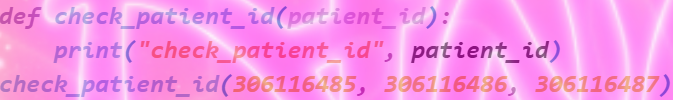 def check_patient_id(patient_id):
    print("check_patient_id", patient_id)
check_patient_id(306116485, 306116486, 306116487)